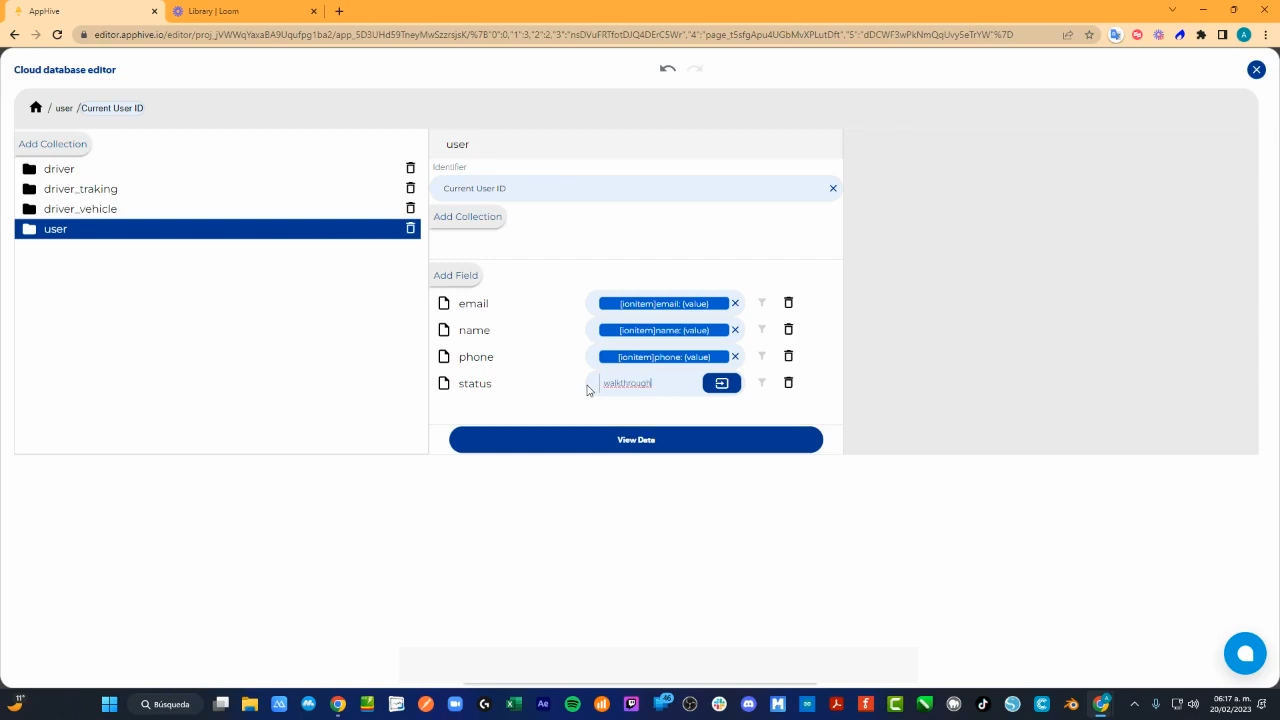 AppHive
Library | Loom
editor.apphive.io/editor/proj_jVWWqYaxaBA9Uqufpg1ba2/app_5D3UHd59TneyMwSzzrsjsK/%7B"0":0,"1":3,"2":2,"3":"nsDVuFRTfotDJQ4DErC5Wr","4":"page_t5sfgApu4UGbMvXPLutDft","5":"dDCWF3wPkNmQqUvy5eTrYW"%7D
A
Cloud database editor
/ user /Current User ID
Add Collection
driver
driver_traking
driver_vehicle
user
user
Identifier
Current User ID
Add Collection
Add Field
email [ionitem]email: (value)
name [ionitem]name: (value)
phone [ionitem]phone: (value)
status walkthrough
View Data
11°
Búsqueda
46
06:17 a. m.
20/02/2023